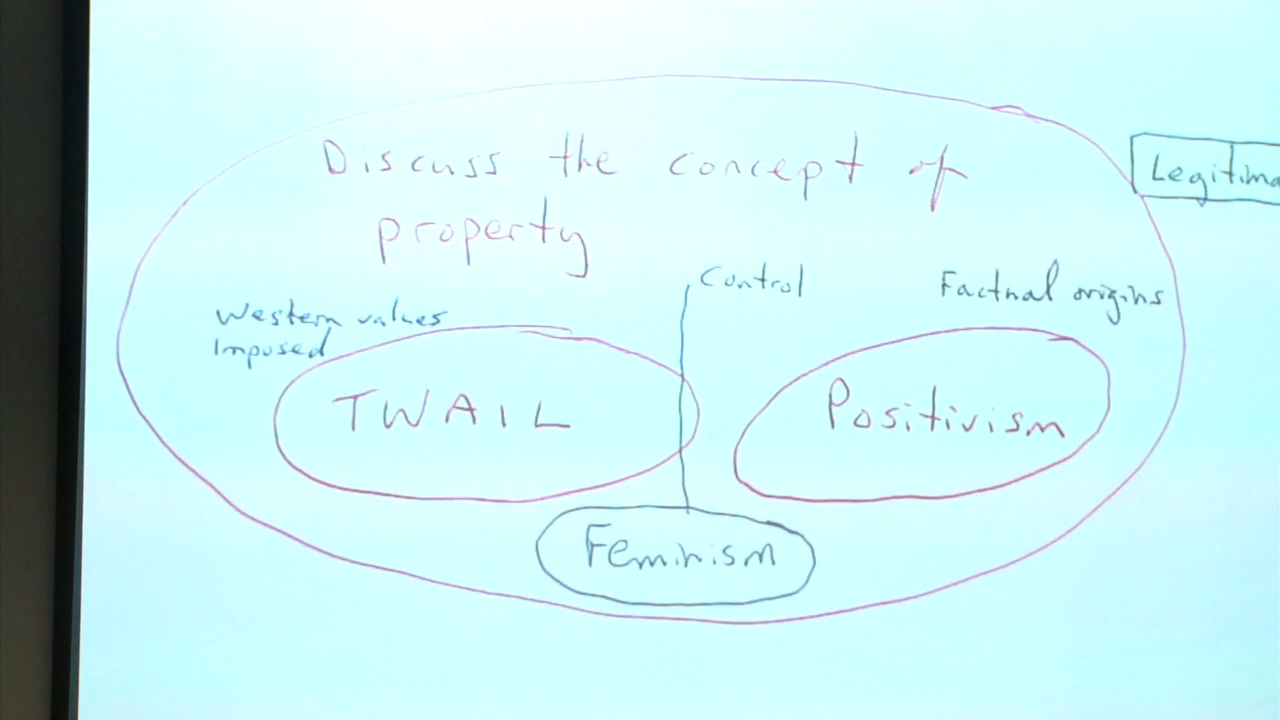 Discuss the concept of
property
Legitima
Control
Factual origins
Western values
Imposed
TWAIL
Positivism
Feminism